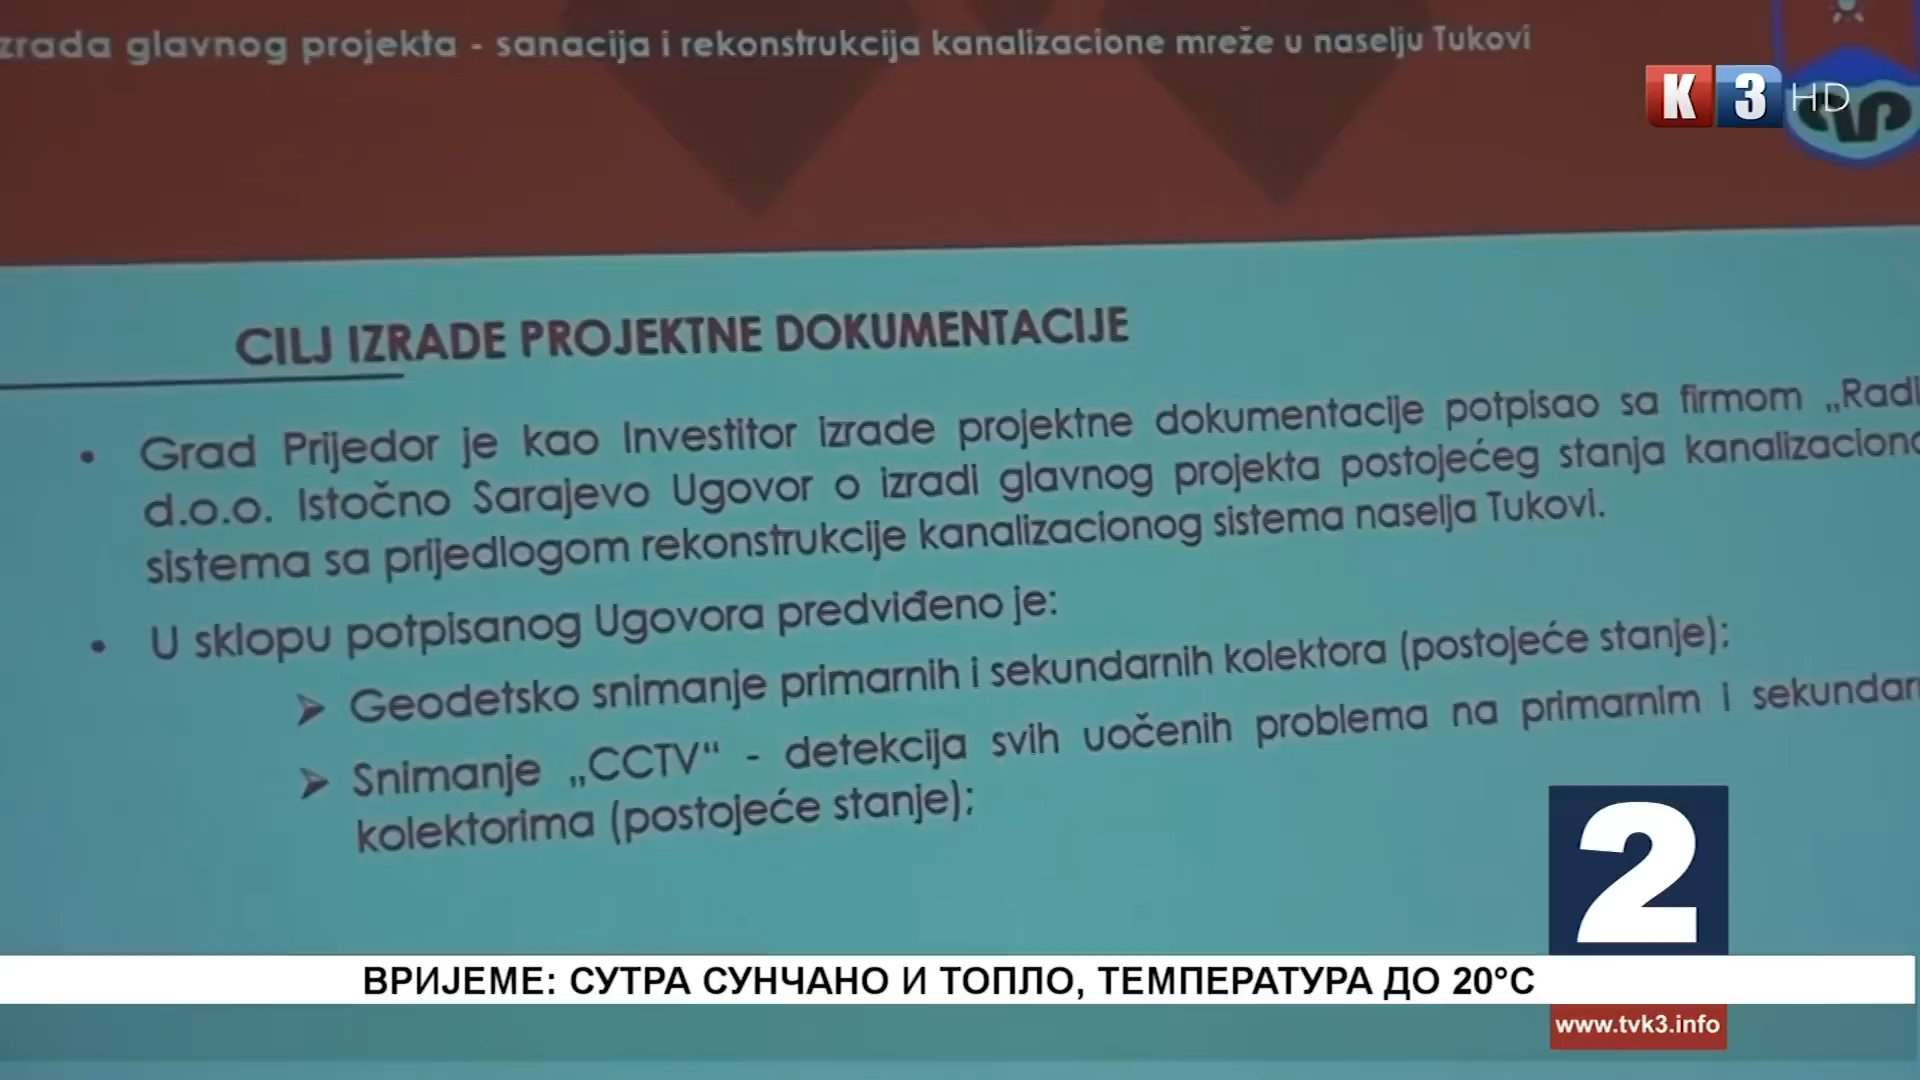 zrada glavnog projekta - sanacija i rekonstrukcija kanalizacione mreže u naselju Tukovi
K3 HD
CILJ IZRADE PROJEKTNE DOKUMENTACIJE
• Grad Prijedor je kao Investitor izrade projektne dokumentacije potpisao sa firmom „Radi
d.o.o. Istočno Sarajevo Ugovor o izradi glavnog projekta postojećeg stanja kanalizaciono
sistema sa prijedlogom rekonstrukcije kanalizacionog sistema naselja Tukovi.
• U sklopu potpisanog Ugovora predviđeno je:
➢ Geodetsko snimanje primarnih i sekundarnih kolektora (postojeće stanje);
➢ Snimanje „CCTV“ - detekcija svih uočenih problema na primarnim i sekundarn
kolektorima (postojeće stanje);
2
ВРИЈЕМЕ: СУТРА СУНЧАНО И ТОПЛО, ТЕМПЕРАТУРА ДО 20°C
www.tvk3.info